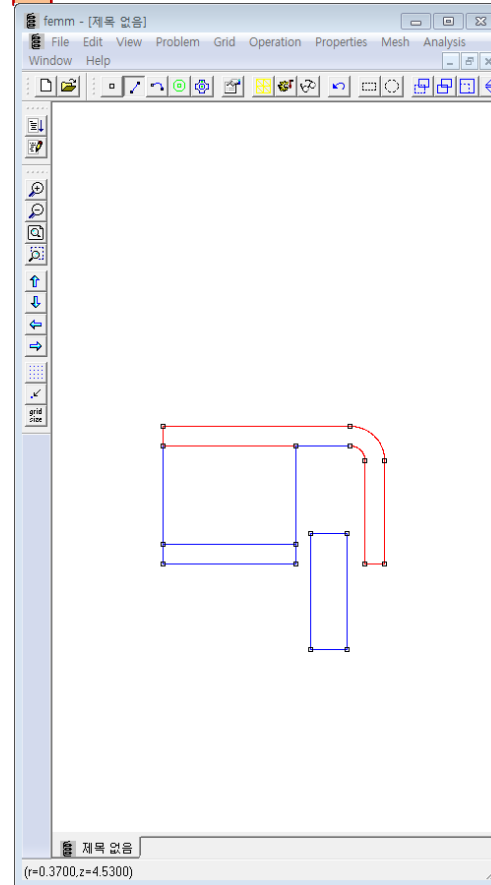 femm - [제목 없음]
File Edit View Problem Grid Operation Properties Mesh Analysis
Window Help
grid
size
제목 없음
(r=0.3700,z=4.5300)